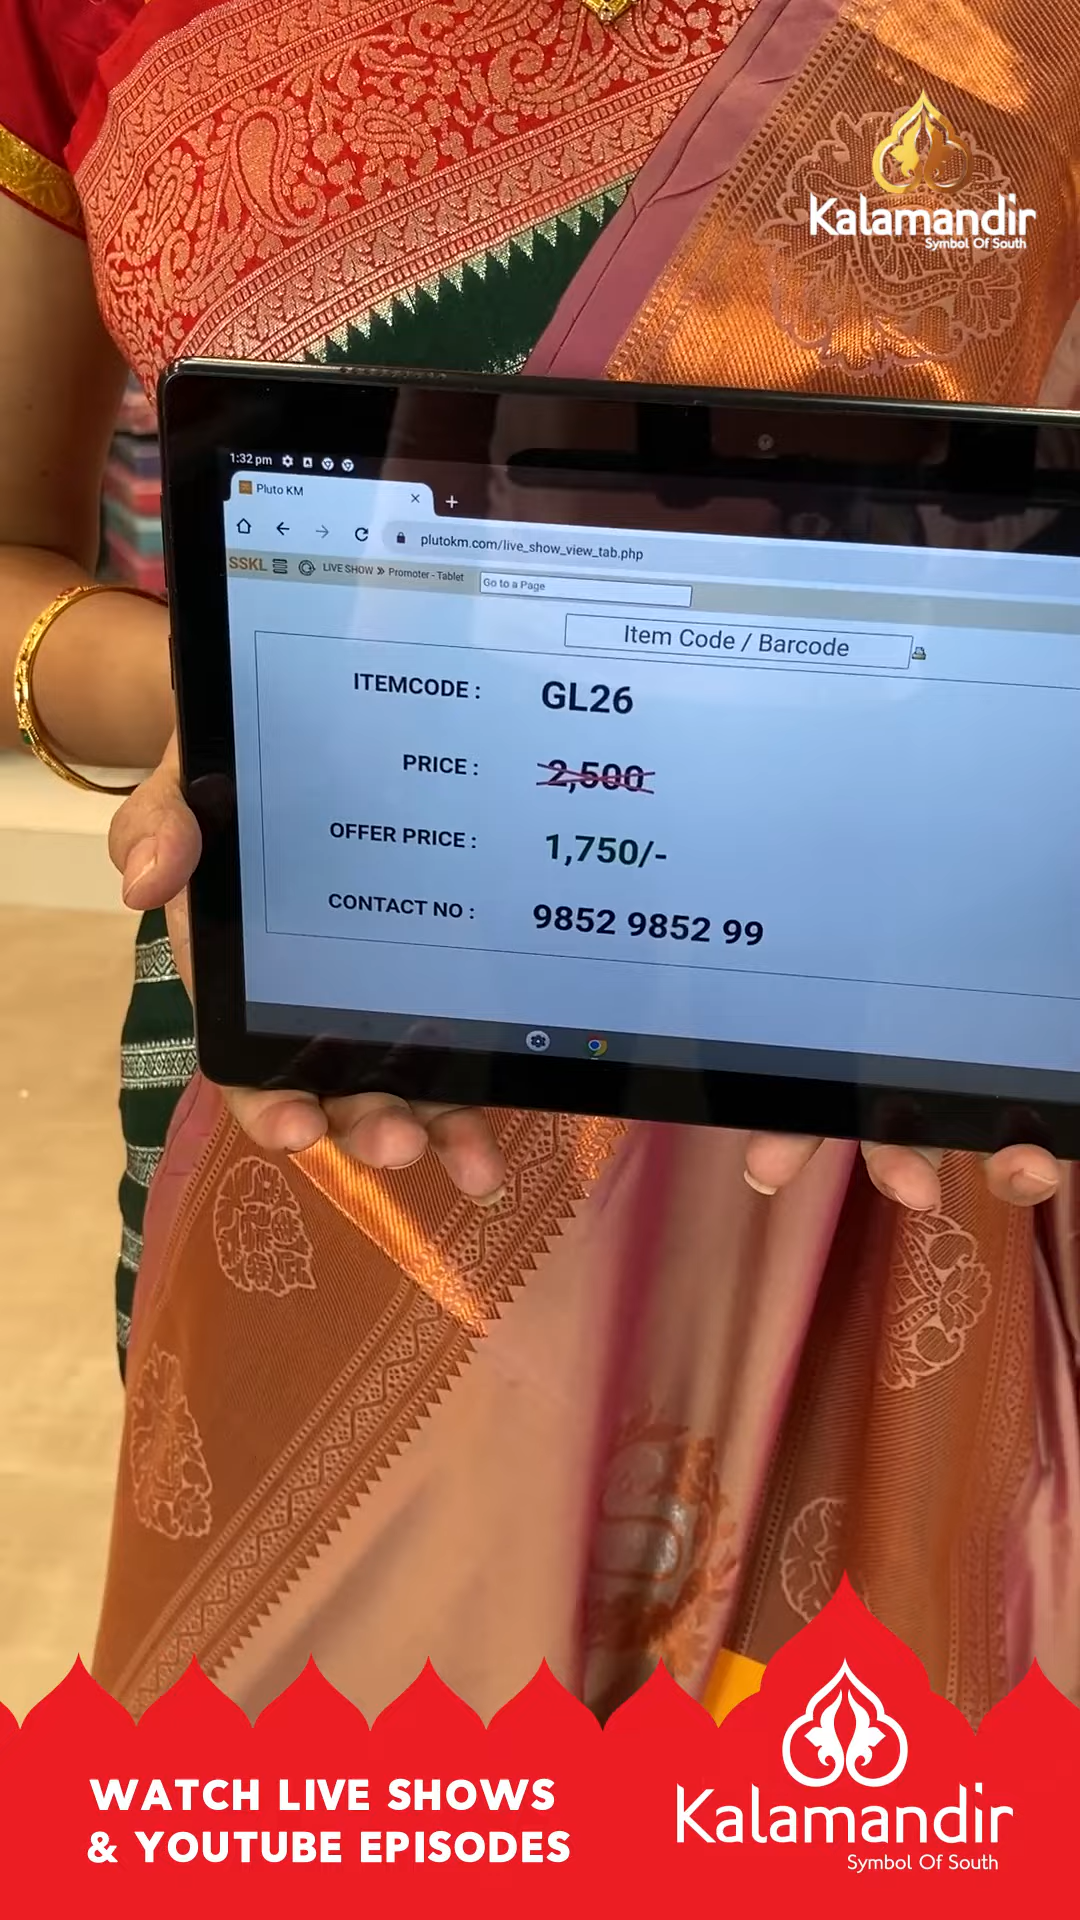 Kalamandir
Symbol Of South
1:32 pm
Pluto KM
plutokm.com/live_show_view_tab.php
SSKL LIVE SHOW » Promoter - Tablet Go to a Page
Item Code / Barcode
ITEMCODE : GL26
PRICE : 2,500
OFFER PRICE : 1,750/-
CONTACT NO : 9852 9852 99
WATCH LIVE SHOWS
& YOUTUBE EPISODES
Kalamandir
Symbol Of South